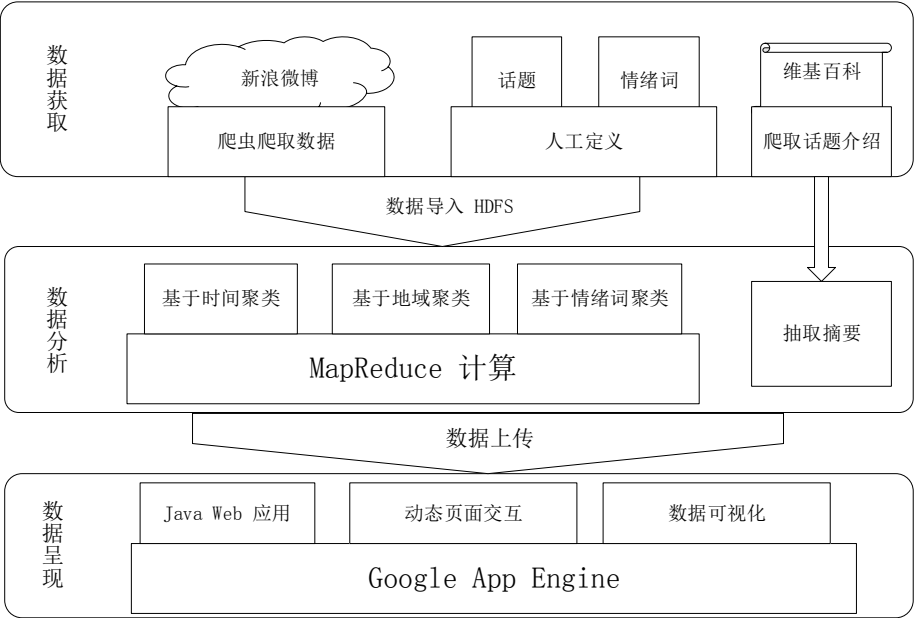 数据获取
新浪微博
话题
情绪词
维基百科
爬虫爬取数据
人工定义
爬取话题介绍
数据导入 HDFS
数据分析
基于时间聚类
基于地域聚类
基于情绪词聚类
抽取摘要
MapReduce 计算
数据上传
数据呈现
Java Web 应用
动态页面交互
数据可视化
Google App Engine